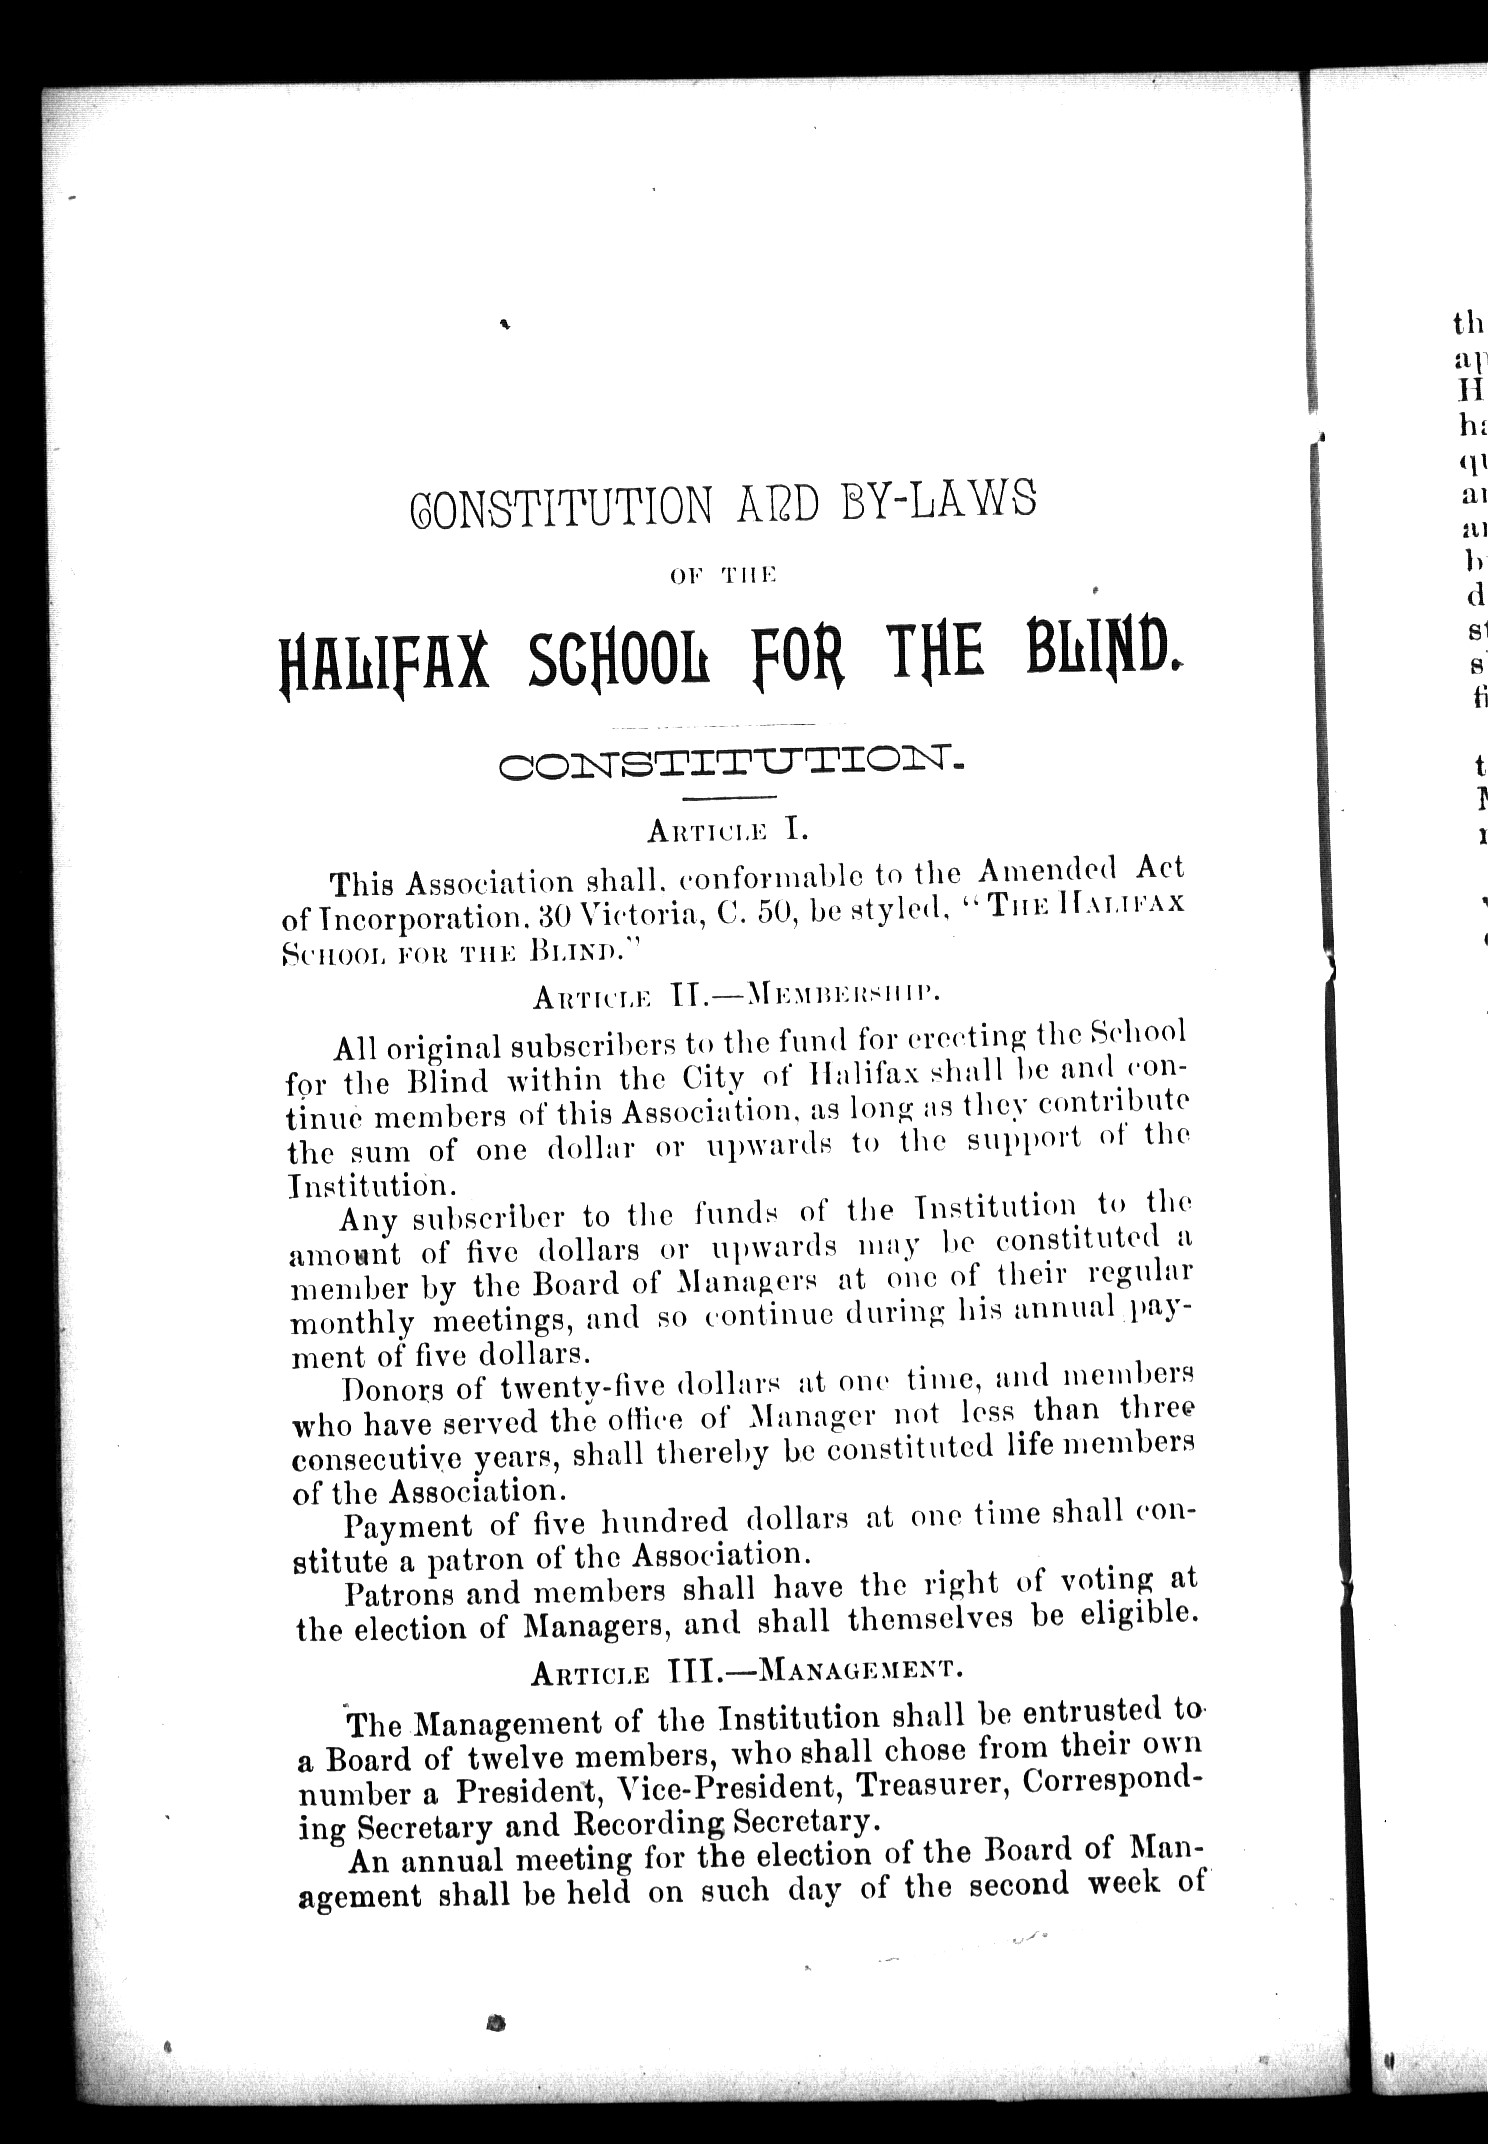 CONSTITUTION AND BY-LAWS
OF THE
HALIFAX SCHOOL FOR THE BLIND.
CONSTITUTION.
ARTICLE I.
This Association shall, conformable to the Amended Act
of Incorporation, 30 Victoria, C. 50, be styled, "THE HALIFAX
SCHOOL FOR THE BLIND."
ARTICLE II.—MEMBERSHIP.
All original subscribers to the fund for erecting the School
for the Blind within the City of Halifax shall be and con-
tinue members of this Association, as long as they contribute
the sum of one dollar or upwards to the support of the
Institution.
Any subscriber to the funds of the Institution to the
amount of five dollars or upwards may be constituted a
member by the Board of Managers at one of their regular
monthly meetings, and so continue during his annual pay-
ment of five dollars.
Donors of twenty-five dollars at one time, and members
who have served the office of Manager not less than three
consecutive years, shall thereby be constituted life members
of the Association.
Payment of five hundred dollars at one time shall con-
stitute a patron of the Association.
Patrons and members shall have the right of voting at
the election of Managers, and shall themselves be eligible.
ARTICLE III.—MANAGEMENT.
The Management of the Institution shall be entrusted to
a Board of twelve members, who shall chose from their own
number a President, Vice-President, Treasurer, Correspond-
ing Secretary and Recording Secretary.
An annual meeting for the election of the Board of Man-
agement shall be held on such day of the second week of